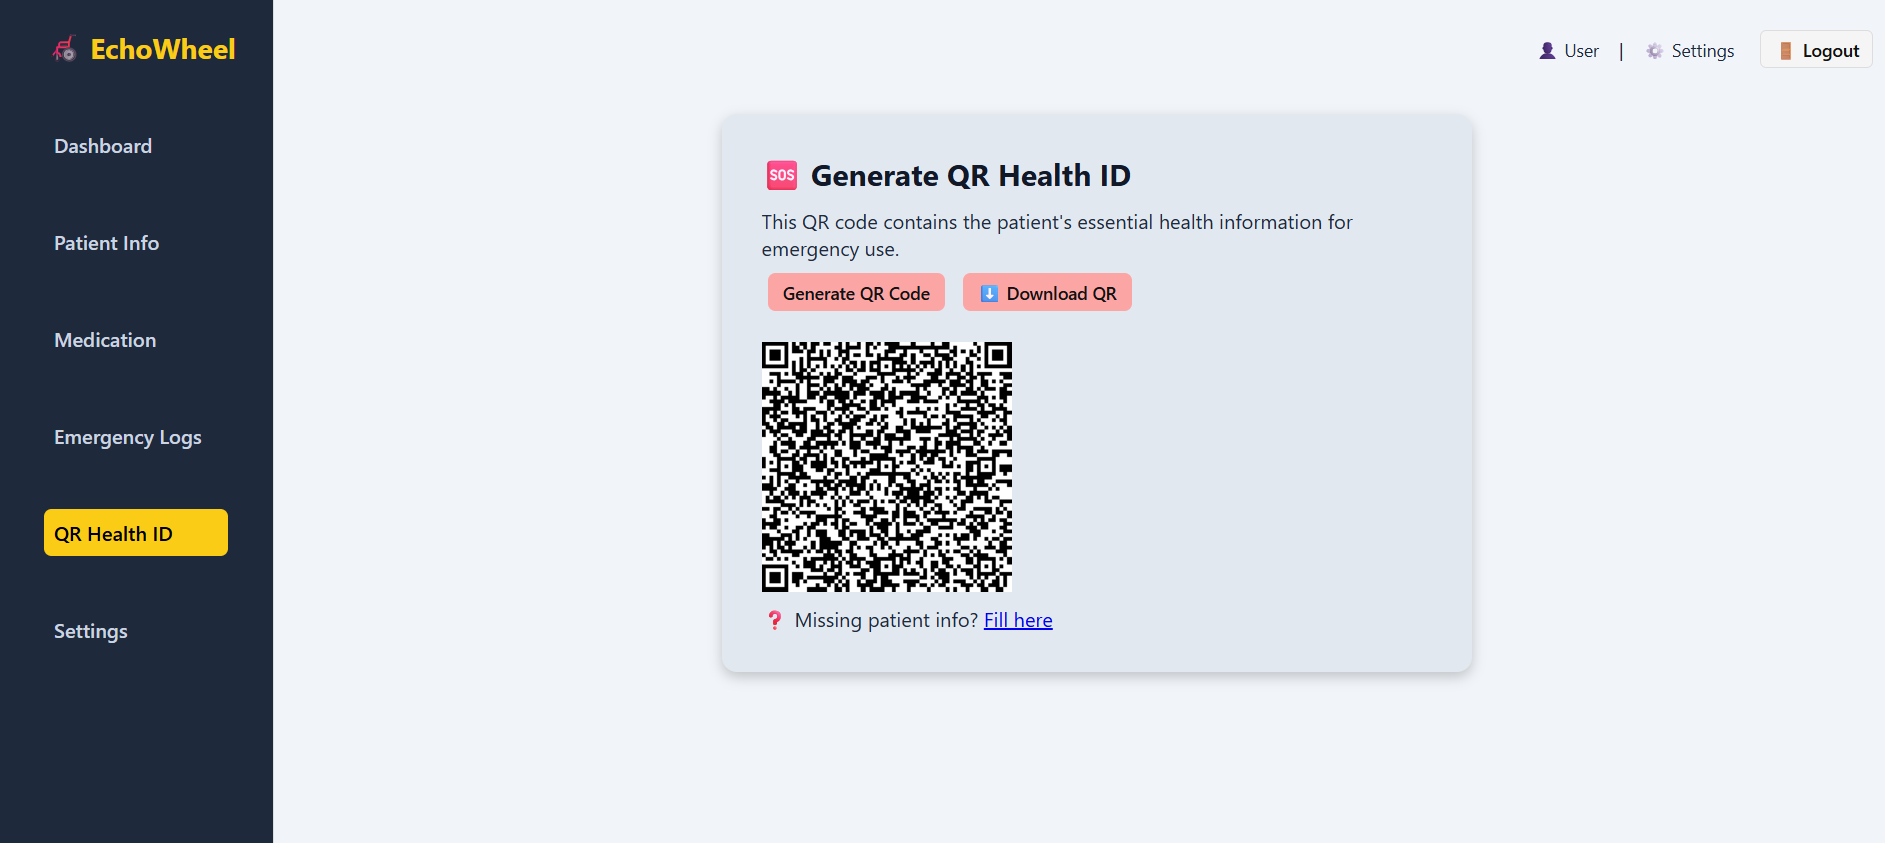 EchoWheel
Dashboard
Patient Info
Medication
Emergency Logs
QR Health ID
Settings
User | Settings Logout
SOS Generate QR Health ID
This QR code contains the patient's essential health information for
emergency use.
Generate QR Code Download QR
Missing patient info? Fill here